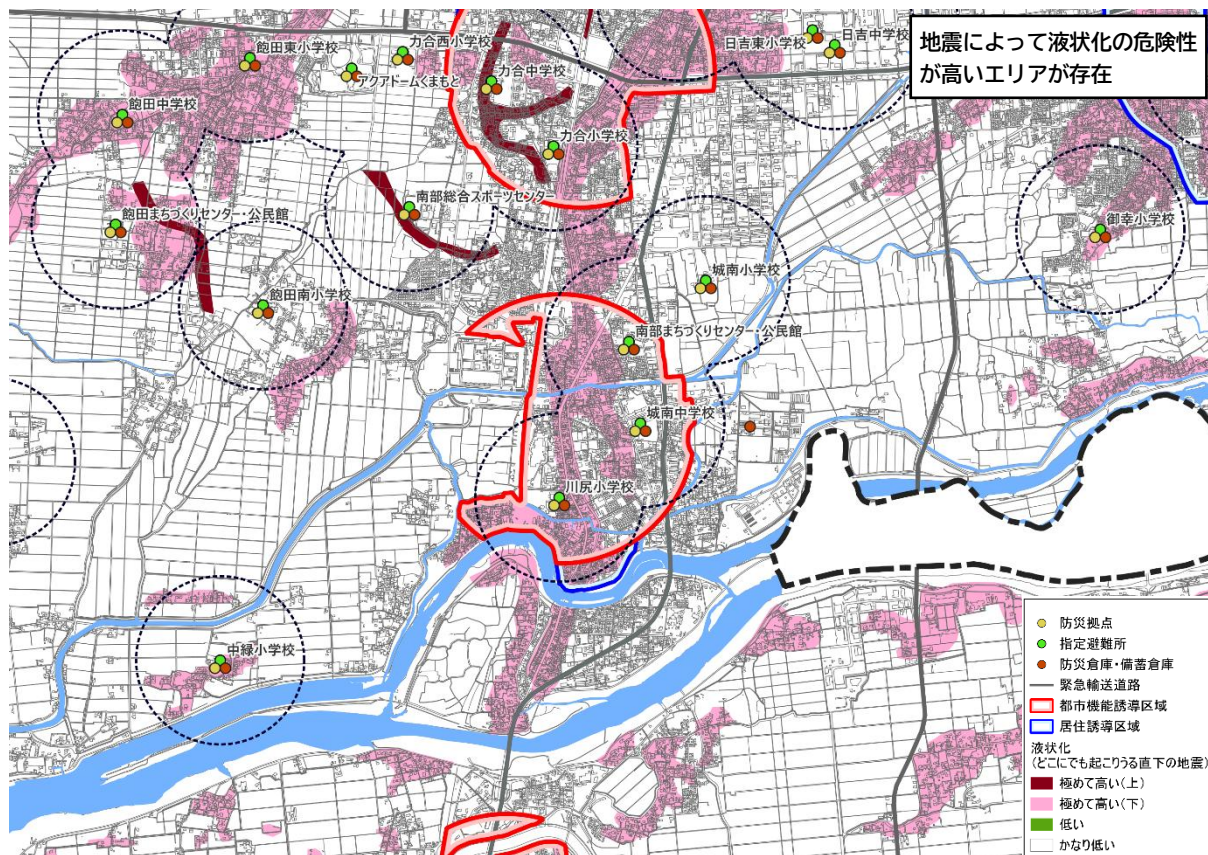 地震によって液状化の危険性
が高いエリアが存在
飽田東小学校
力合西小学校
アクアドームくまもと
力合中学校
日吉東小学校
日吉中学校
飽田中学校
力合小学校
南部総合スポーツセンタ
飽田まちづくりセンター・公民館
御幸小学校
飽田南小学校
城南小学校
南部まちづくりセンター・公民館
城南中学校
川尻小学校
中緑小学校
防災拠点
指定避難所
防災倉庫・備蓄倉庫
緊急輸送道路
都市機能誘導区域
居住誘導区域
液状化
(どこにでも起こりうる直下の地震)
極めて高い(上)
極めて高い(下)
低い
かなり低い